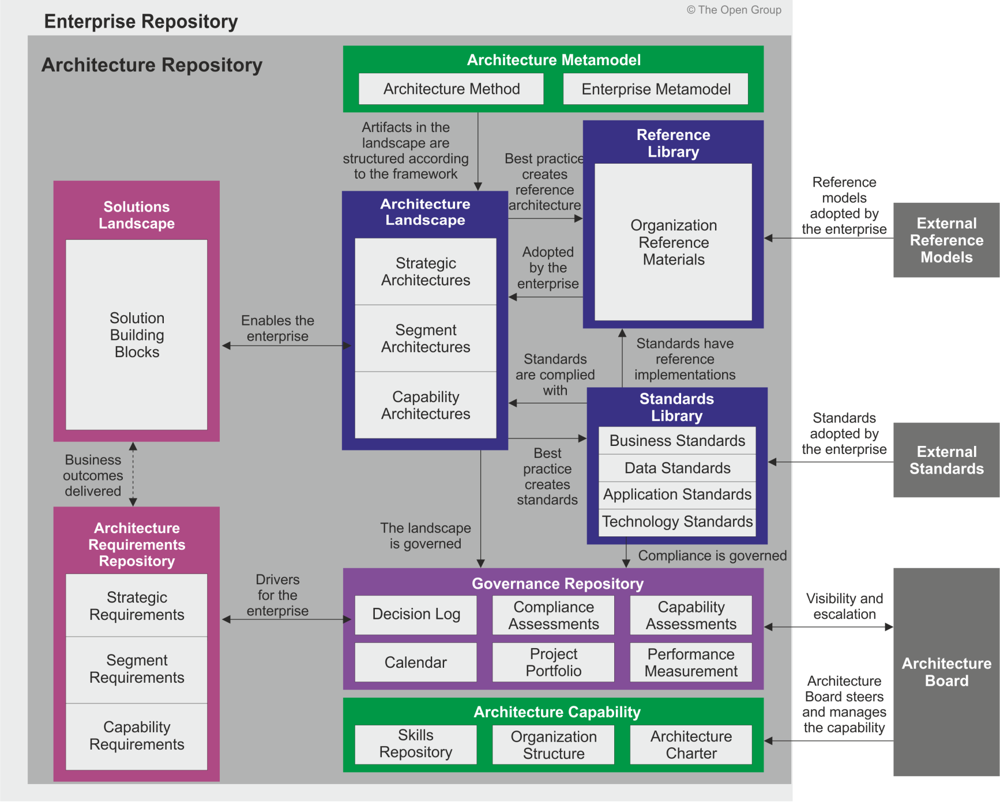 © The Open Group
Enterprise Repository
Architecture Repository
Architecture Metamodel
Architecture Method
Enterprise Metamodel
Artifacts in the
landscape are
structured according
to the framework
Best practice
creates
reference
architecture
Reference
Library
Organization
Reference
Materials
Reference
models
adopted by
the enterprise
External
Reference
Models
Solutions
Landscape
Solution
Building
Blocks
Enables the
enterprise
Architecture
Landscape
Strategic
Architectures
Segment
Architectures
Capability
Architectures
Adopted
by the
enterprise
Standards
are complied
with
Standards have
reference
implementations
Standards
Library
Business Standards
Data Standards
Application Standards
Technology Standards
Standards
adopted by
the enterprise
External
Standards
Best
practice
creates
standards
Business
outcomes
delivered
The landscape
is governed
Compliance is governed
Architecture
Requirements
Repository
Strategic
Requirements
Segment
Requirements
Capability
Requirements
Drivers
for the
enterprise
Governance Repository
Decision Log
Compliance
Assessments
Capability
Assessments
Calendar
Project
Portfolio
Performance
Measurement
Visibility and
escalation
Architecture
Board
Architecture
Board steers
and manages
the capability
Architecture Capability
Skills
Repository
Organization
Structure
Architecture
Charter